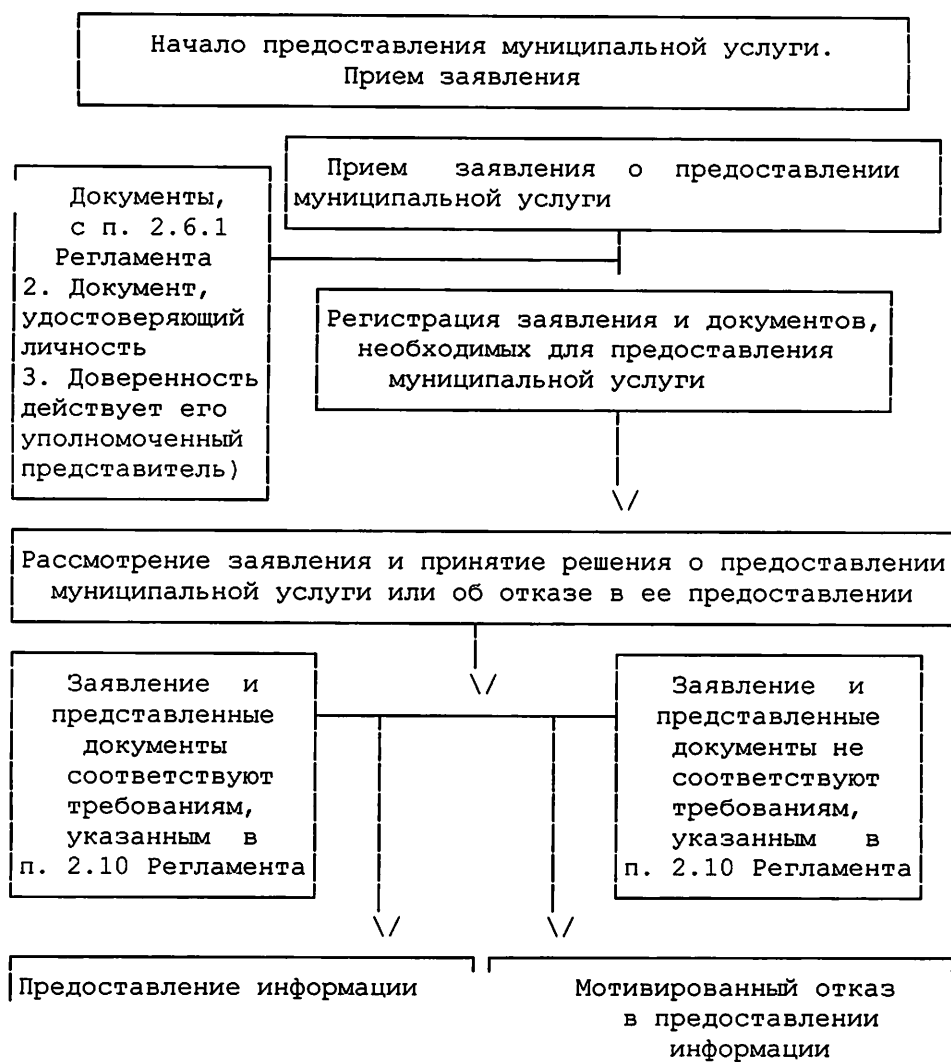 Начало предоставления муниципальной услуги.
Прием заявления
Прием заявления о предоставлении
муниципальной услуги
Документы,
с п. 2.6.1
Регламента
2. Документ,
удостоверяющий
личность
3. Доверенность
действует его
уполномоченный
представитель)
Регистрация заявления и документов,
необходимых для предоставления
муниципальной услуги
Рассмотрение заявления и принятие решения о предоставлении
муниципальной услуги или об отказе в ее предоставлении
Заявление и
представленные
документы
соответствуют
требованиям,
указанным в
п. 2.10 Регламента
Заявление и
представленные
документы не
соответствуют
требованиям,
указанным в
п. 2.10 Регламента
Предоставление информации
Мотивированный отказ
в предоставлении
информации